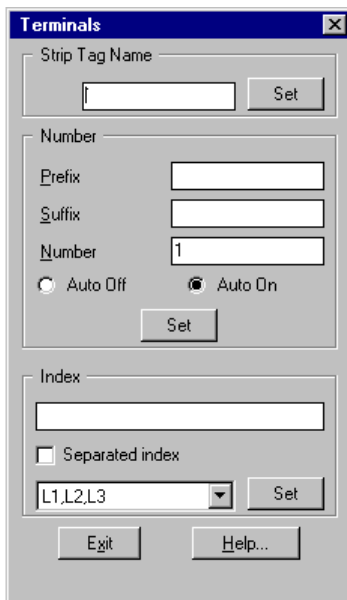 Terminals
Strip Tag Name
Set
Number
Prefix
Suffix
Number 1
Auto Off Auto On
Set
Index
Separated index
L1,L2,L3 Set
Exit Help...